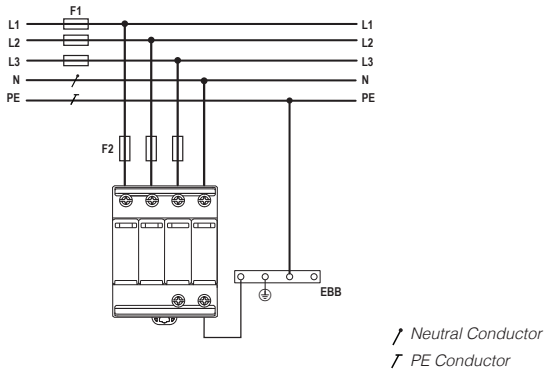 F1
L1 L1
L2 L2
L3 L3
N N
PE PE
F2
EBB
Neutral Conductor
PE Conductor